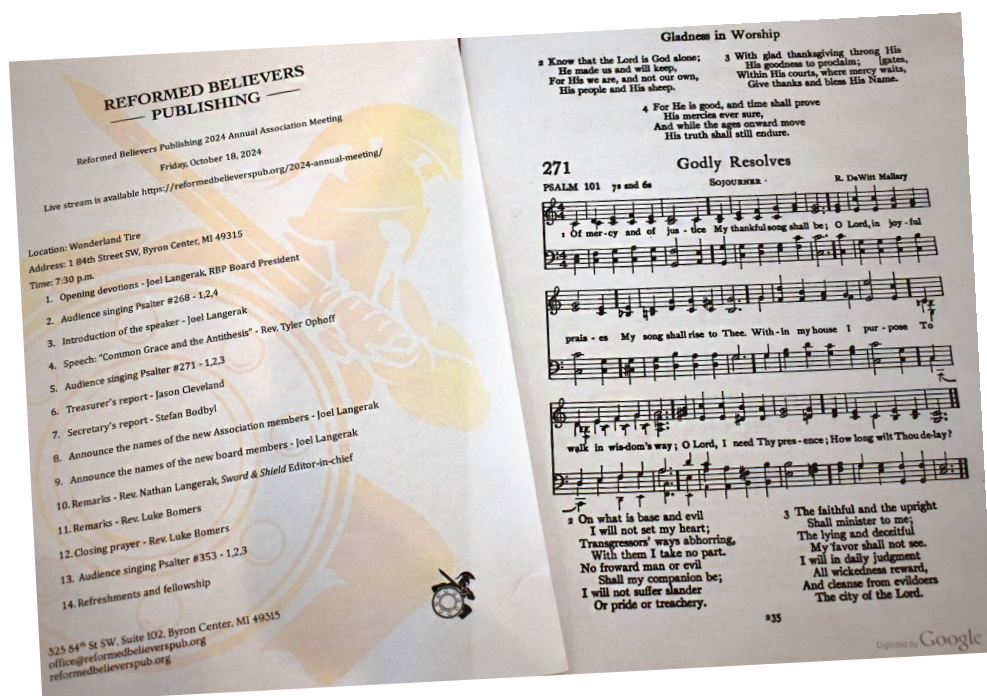 REFORMED BELIEVERS
PUBLISHING
Reformed Believers Publishing 2024 Annual Association Meeting
Friday, October 18, 2024
Live stream is available https://reformedbelieverspub.org/2024-annual-meeting/
Location: Wonderland Tire
Address: 1 84th Street SW, Byron Center, MI 49315
Time: 7:30 p.m.
1. Opening devotions - Joel Langerak, RBP Board President
2. Audience singing Psalter #268 - 1,2,4
3. Introduction of the speaker - Joel Langerak
4. Speech: "Common Grace and the Antithesis" - Rev. Tyler Ophoff
5. Audience singing Psalter #271 - 1,2,3
6. Treasurer's report - Jason Cleveland
7. Secretary's report - Stefan Bodbyl
8. Announce the names of the new Association members - Joel Langerak
9. Announce the names of the new board members - Joel Langerak
10. Remarks - Rev. Nathan Langerak, Sword & Shield Editor-in-chief
11. Remarks - Rev. Luke Bomers
12. Closing prayer - Rev. Luke Bomers
13. Audience singing Psalter #353 - 1,2,3
14. Refreshments and fellowship
325 84th St SW, Suite 102, Byron Center, MI 49315
office@reformedbelieverspub.org
reformedbelieverspub.org
Gladness in Worship
2 Know that the Lord is God alone;
He made us and will keep,
For His we are, and not our own,
His people and His sheep.
3 With glad thanksgiving throng His
His goodness to proclaim; [gates,
Within His courts, where mercy waits,
Give thanks and bless His Name.
4 For He is good, and time shall prove
His mercies ever sure,
And while the ages onward move
His truth shall still endure.
271 Godly Resolves
PSALM 101 7s and 6s SOJOURNER R. DeWitt Mallary
1 Of mer-cy and of jus-tice My thankful song shall be; O Lord, in joy-ful
prais-es My song shall rise to Thee. With-in my house I pur-pose To
walk in wis-dom's way; O Lord, I need Thy pres-ence; How long wilt Thou de-lay?
2 On what is base and evil
I will not set my heart;
Transgressors' ways abhorring,
With them I take no part.
No froward man or evil
Shall my companion be;
I will not suffer slander
Or pride or treachery.
3 The faithful and the upright
Shall minister to me;
The lying and deceitful
My favor shall not see.
I will in daily judgment
All wickedness reward,
And cleanse from evildoers
The city of the Lord.
235
Digitized by Google